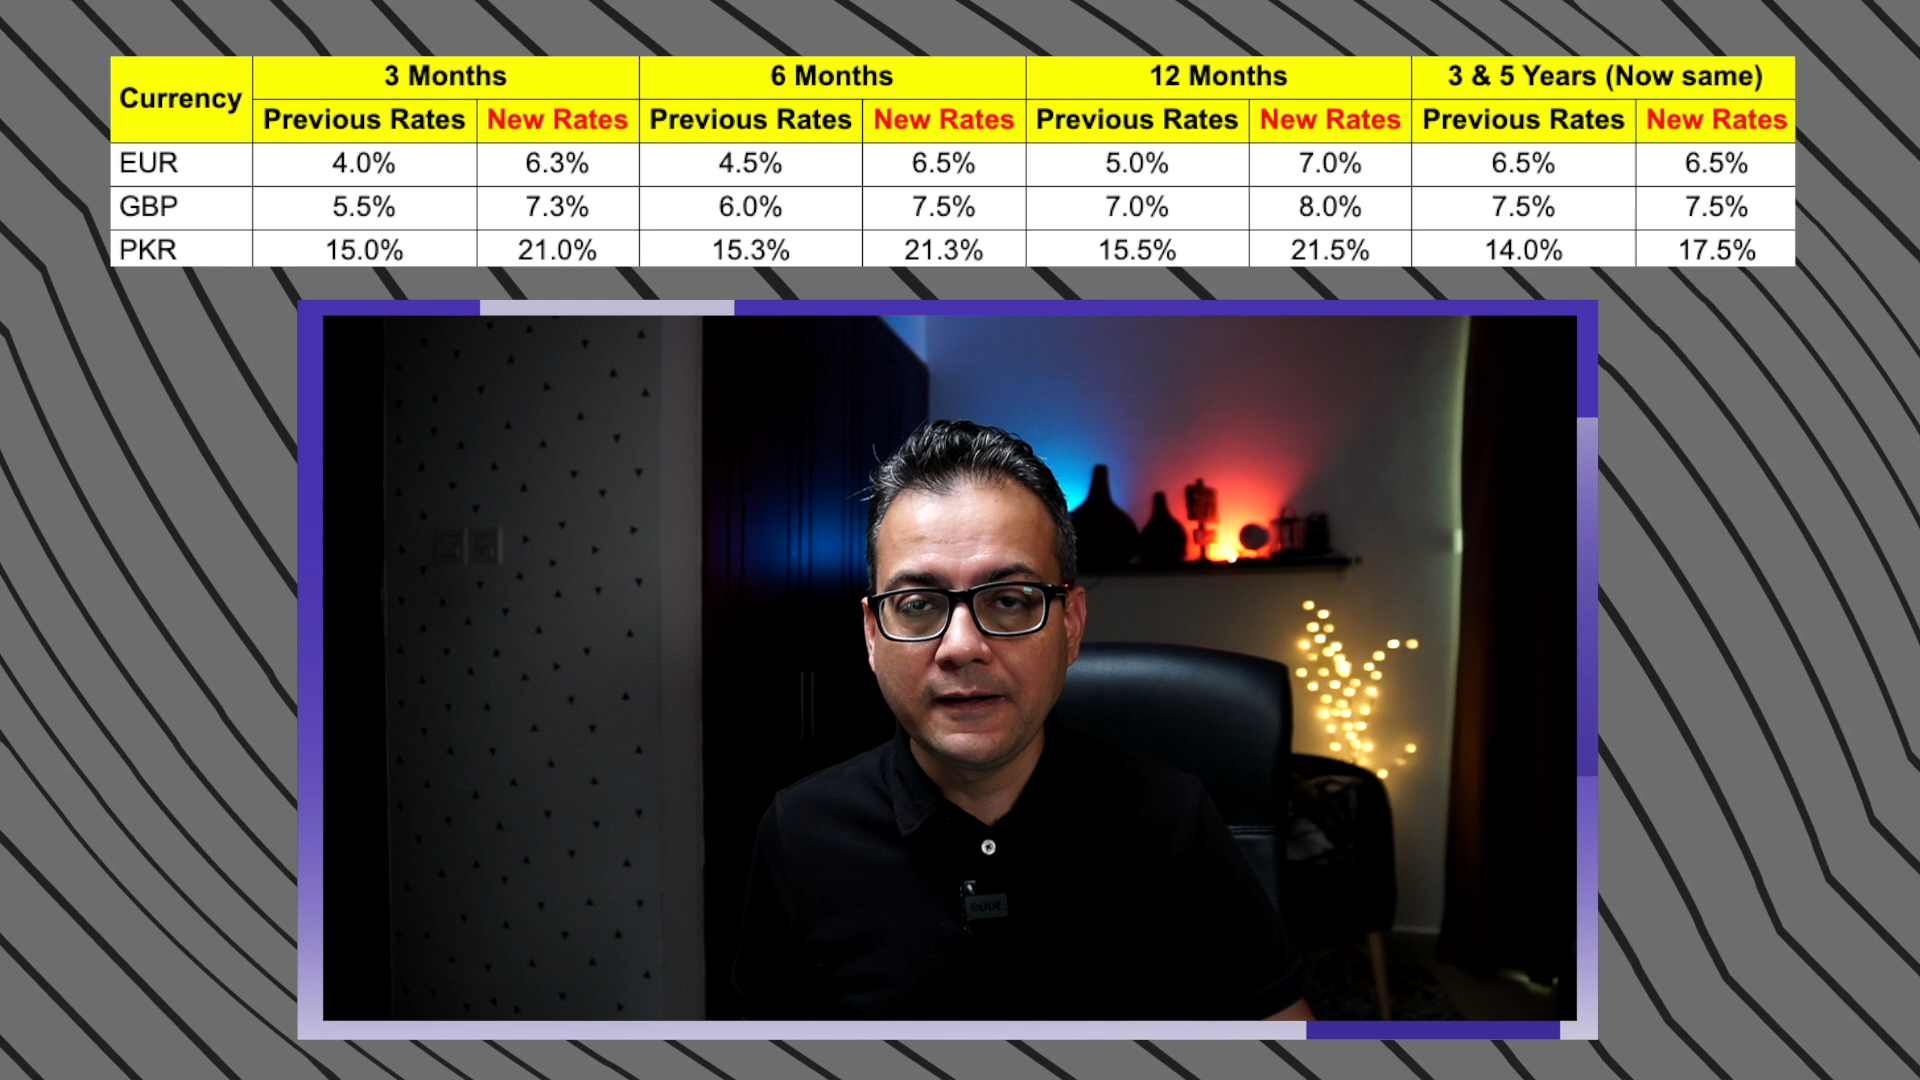 Currency 3 Months 6 Months 12 Months 3 & 5 Years (Now same)
Previous Rates New Rates Previous Rates New Rates Previous Rates New Rates Previous Rates New Rates
EUR 4.0% 6.3% 4.5% 6.5% 5.0% 7.0% 6.5% 6.5%
GBP 5.5% 7.3% 6.0% 7.5% 7.0% 8.0% 7.5% 7.5%
PKR 15.0% 21.0% 15.3% 21.3% 15.5% 21.5% 14.0% 17.5%
RØDE